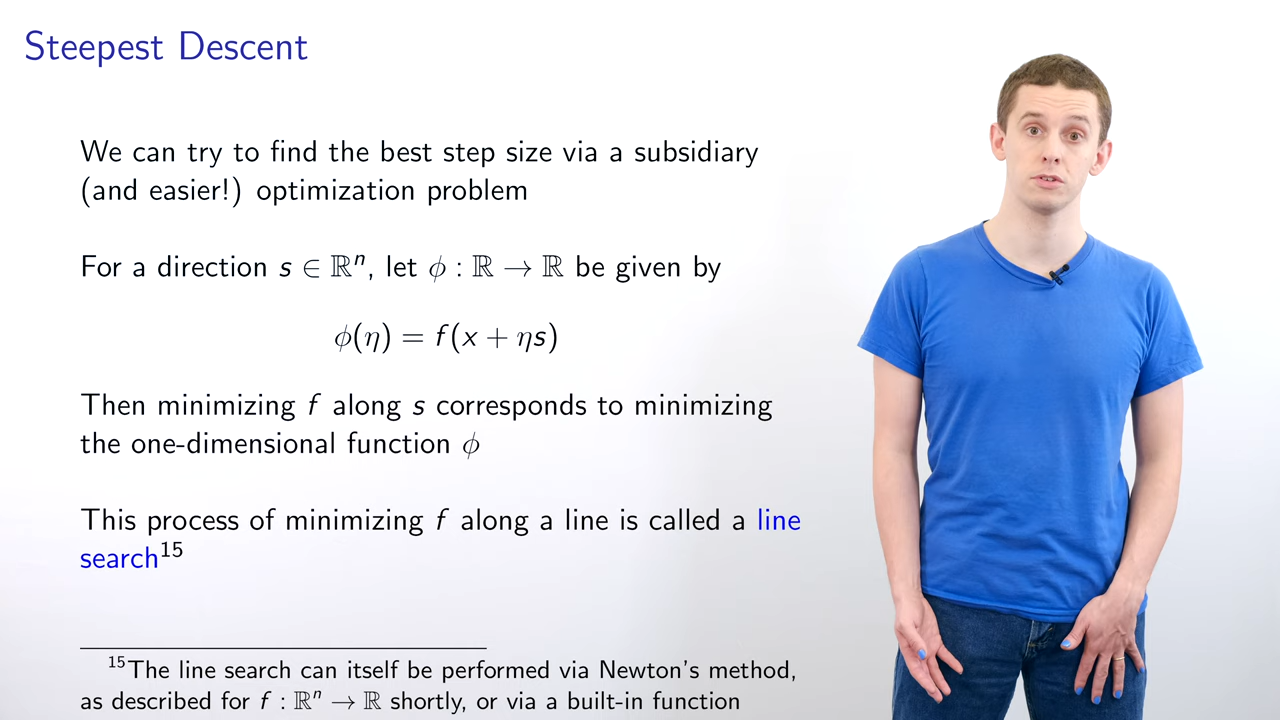 Steepest Descent
We can try to find the best step size via a subsidiary
(and easier!) optimization problem
For a direction s ∈ ℝⁿ, let ϕ : ℝ → ℝ be given by
ϕ(η) = f(x + ηs)
Then minimizing f along s corresponds to minimizing
the one-dimensional function ϕ
This process of minimizing f along a line is called a line
search¹⁵
¹⁵The line search can itself be performed via Newton's method,
as described for f : ℝⁿ → ℝ shortly, or via a built-in function